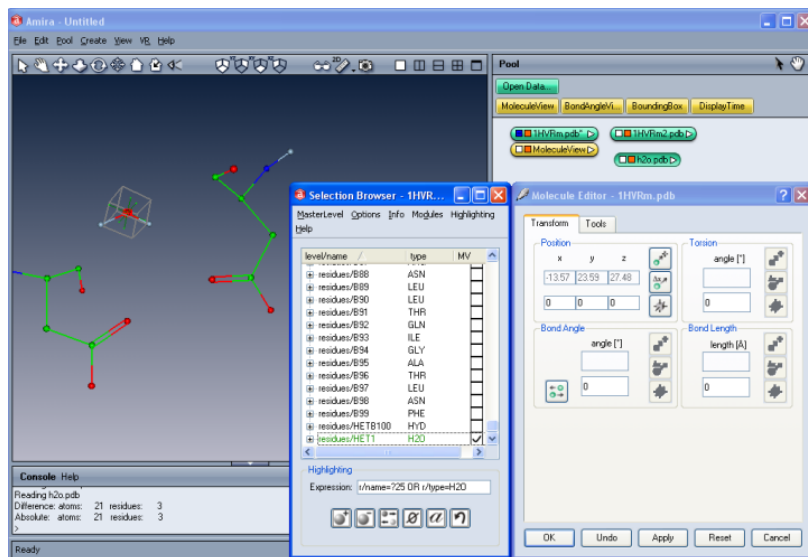 Amira - Untitled
File Edit Pool Create View VR Help
2D
Pool
Open Data...
MoleculeView BondAngleVi... BoundingBox DisplayTime
1HVRm.pdb* 1HVRm2.pdb
MoleculeView h2o.pdb
Selection Browser - 1HVR...
MasterLevel Options Info Modules Highlighting
Help
level/name / type MV
residues/B88 ASN
residues/B89 LEU
residues/B90 LEU
residues/B91 THR
residues/B92 GLN
residues/B93 ILE
residues/B94 GLY
residues/B95 ALA
residues/B96 THR
residues/B97 LEU
residues/B98 ASN
residues/B99 PHE
residues/HETB100 HYD
residues/HET1 H2O
Highlighting
Expression: r/name=?25 OR r/type=H2O
Molecule Editor - 1HVRm.pdb
Transform Tools
Position
x y z
-13.57 23.59 27.48
0 0 0
Torsion
angle [°]
0
Bond Angle
angle [°]
0
Bond Length
length [A]
0
OK Undo Apply Reset Cancel
Console Help
Reading h2o.pdb
Difference: atoms: 21 residues: 3
Absolute: atoms: 21 residues: 3
>
Ready